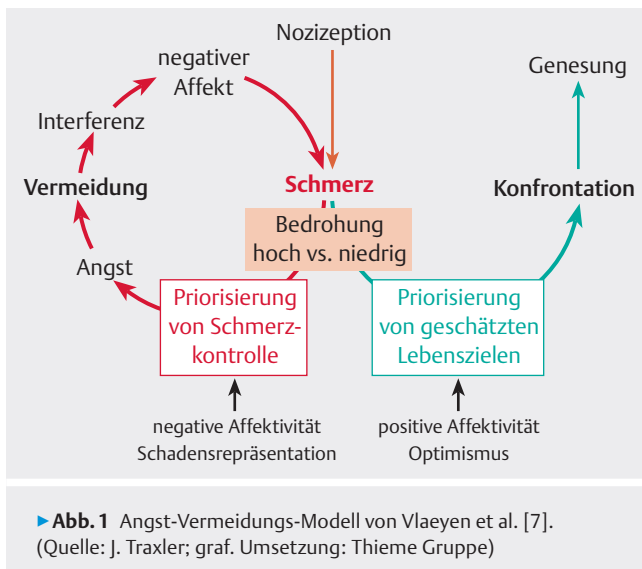 Nozizeption
negativer
Affekt
Genesung
Interferenz
Vermeidung
Schmerz
Konfrontation
Bedrohung
hoch vs. niedrig
Angst
Priorisierung
von Schmerz-
kontrolle
Priorisierung
von geschätzten
Lebenszielen
negative Affektivität
Schadensrepräsentation
positive Affektivität
Optimismus
►Abb. 1 Angst-Vermeidungs-Modell von Vlaeyen et al. [7].
(Quelle: J. Traxler; graf. Umsetzung: Thieme Gruppe)